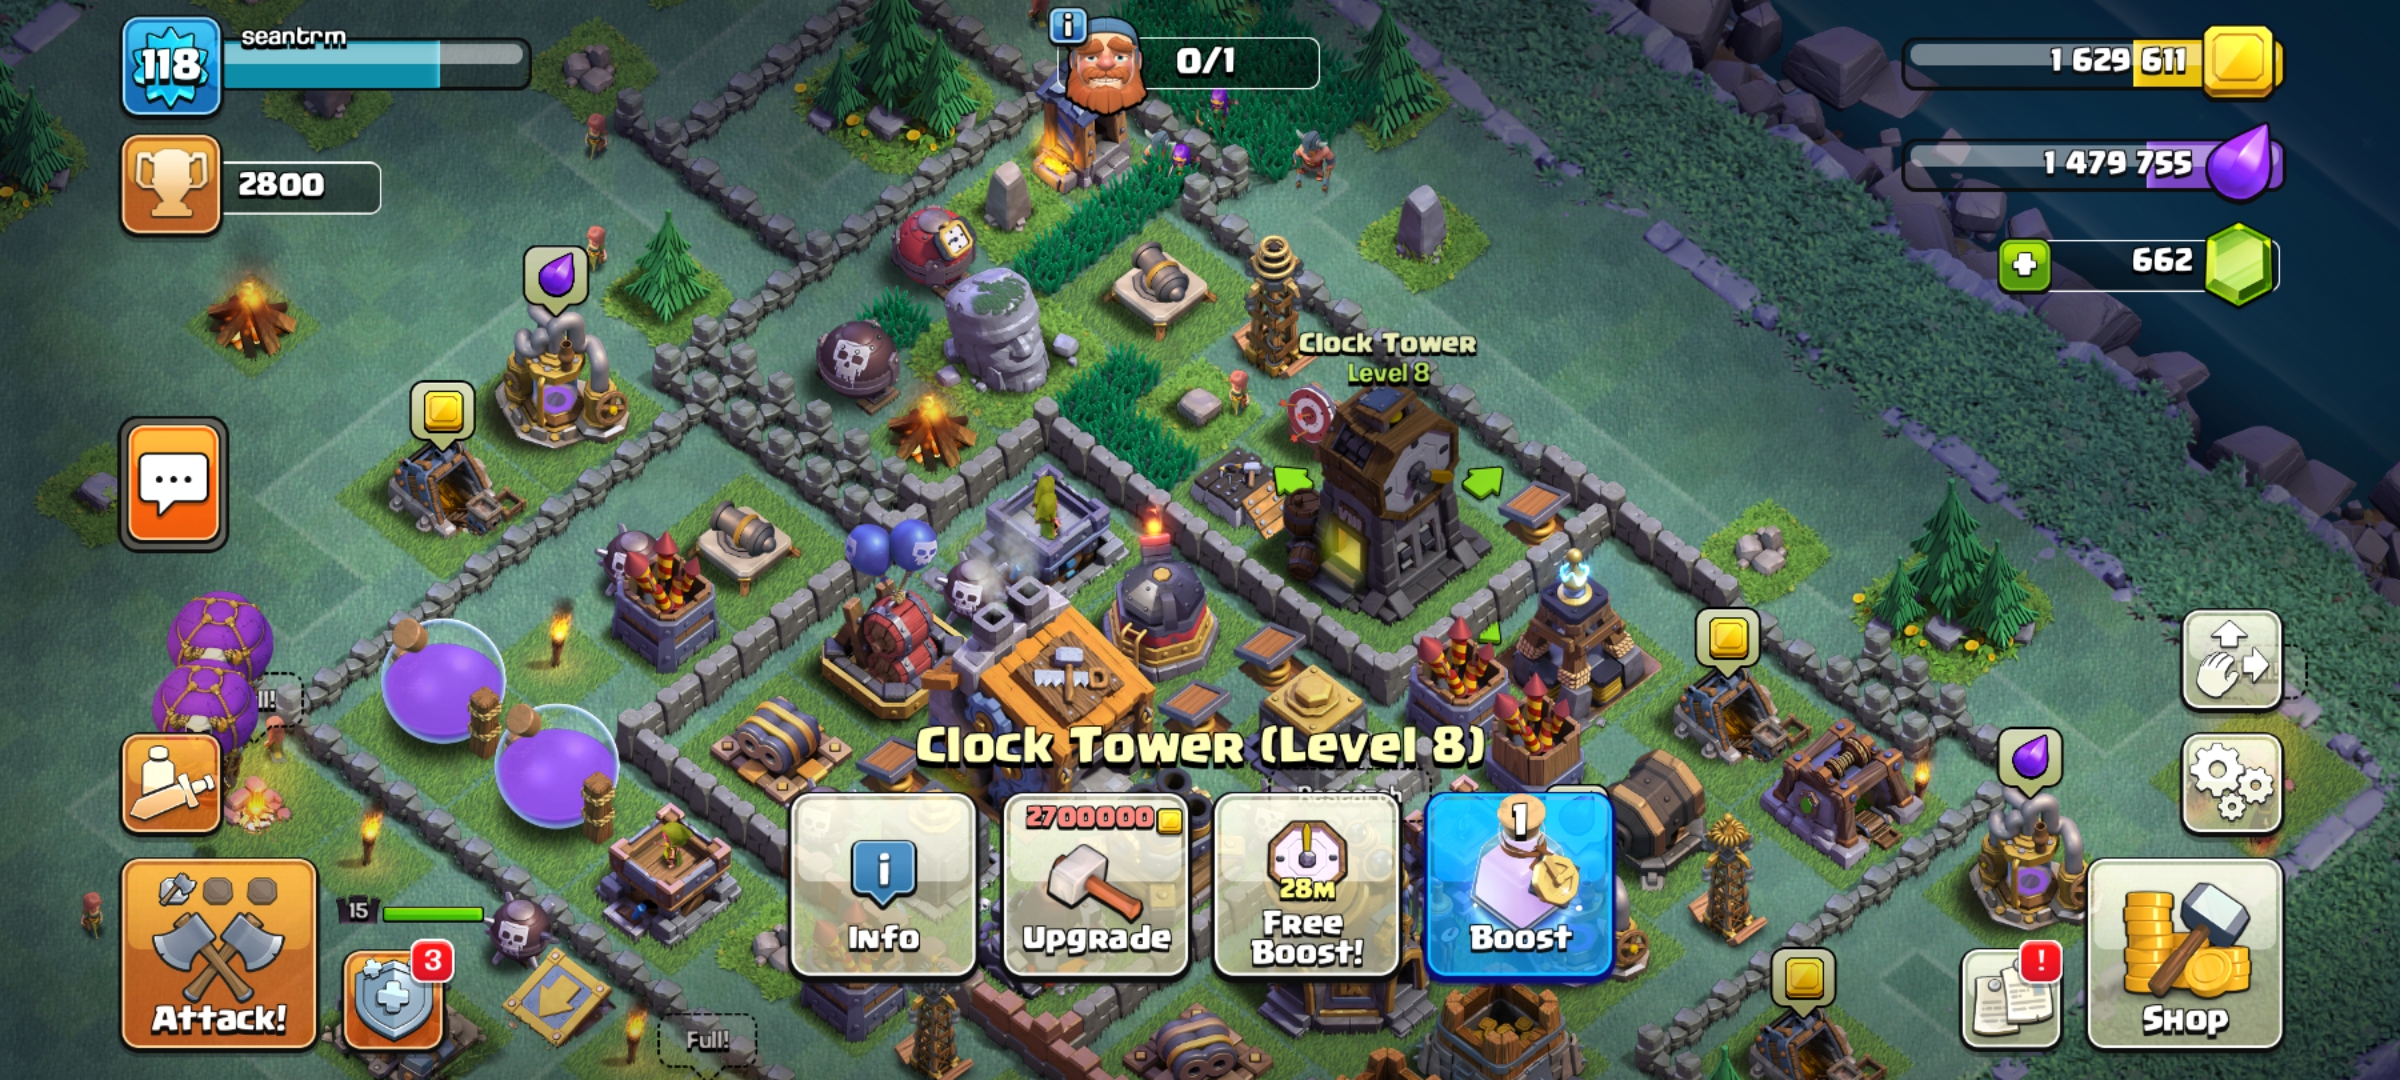 118
seantrm
0/1
1 629 611
2800
1 479 755
662
Clock Tower
Level 8
Clock Tower (Level 8)
Research
2700000
1
28M
Info
Upgrade
Free
Boost!
Boost
15
3
!
Attack!
Full!
Shop